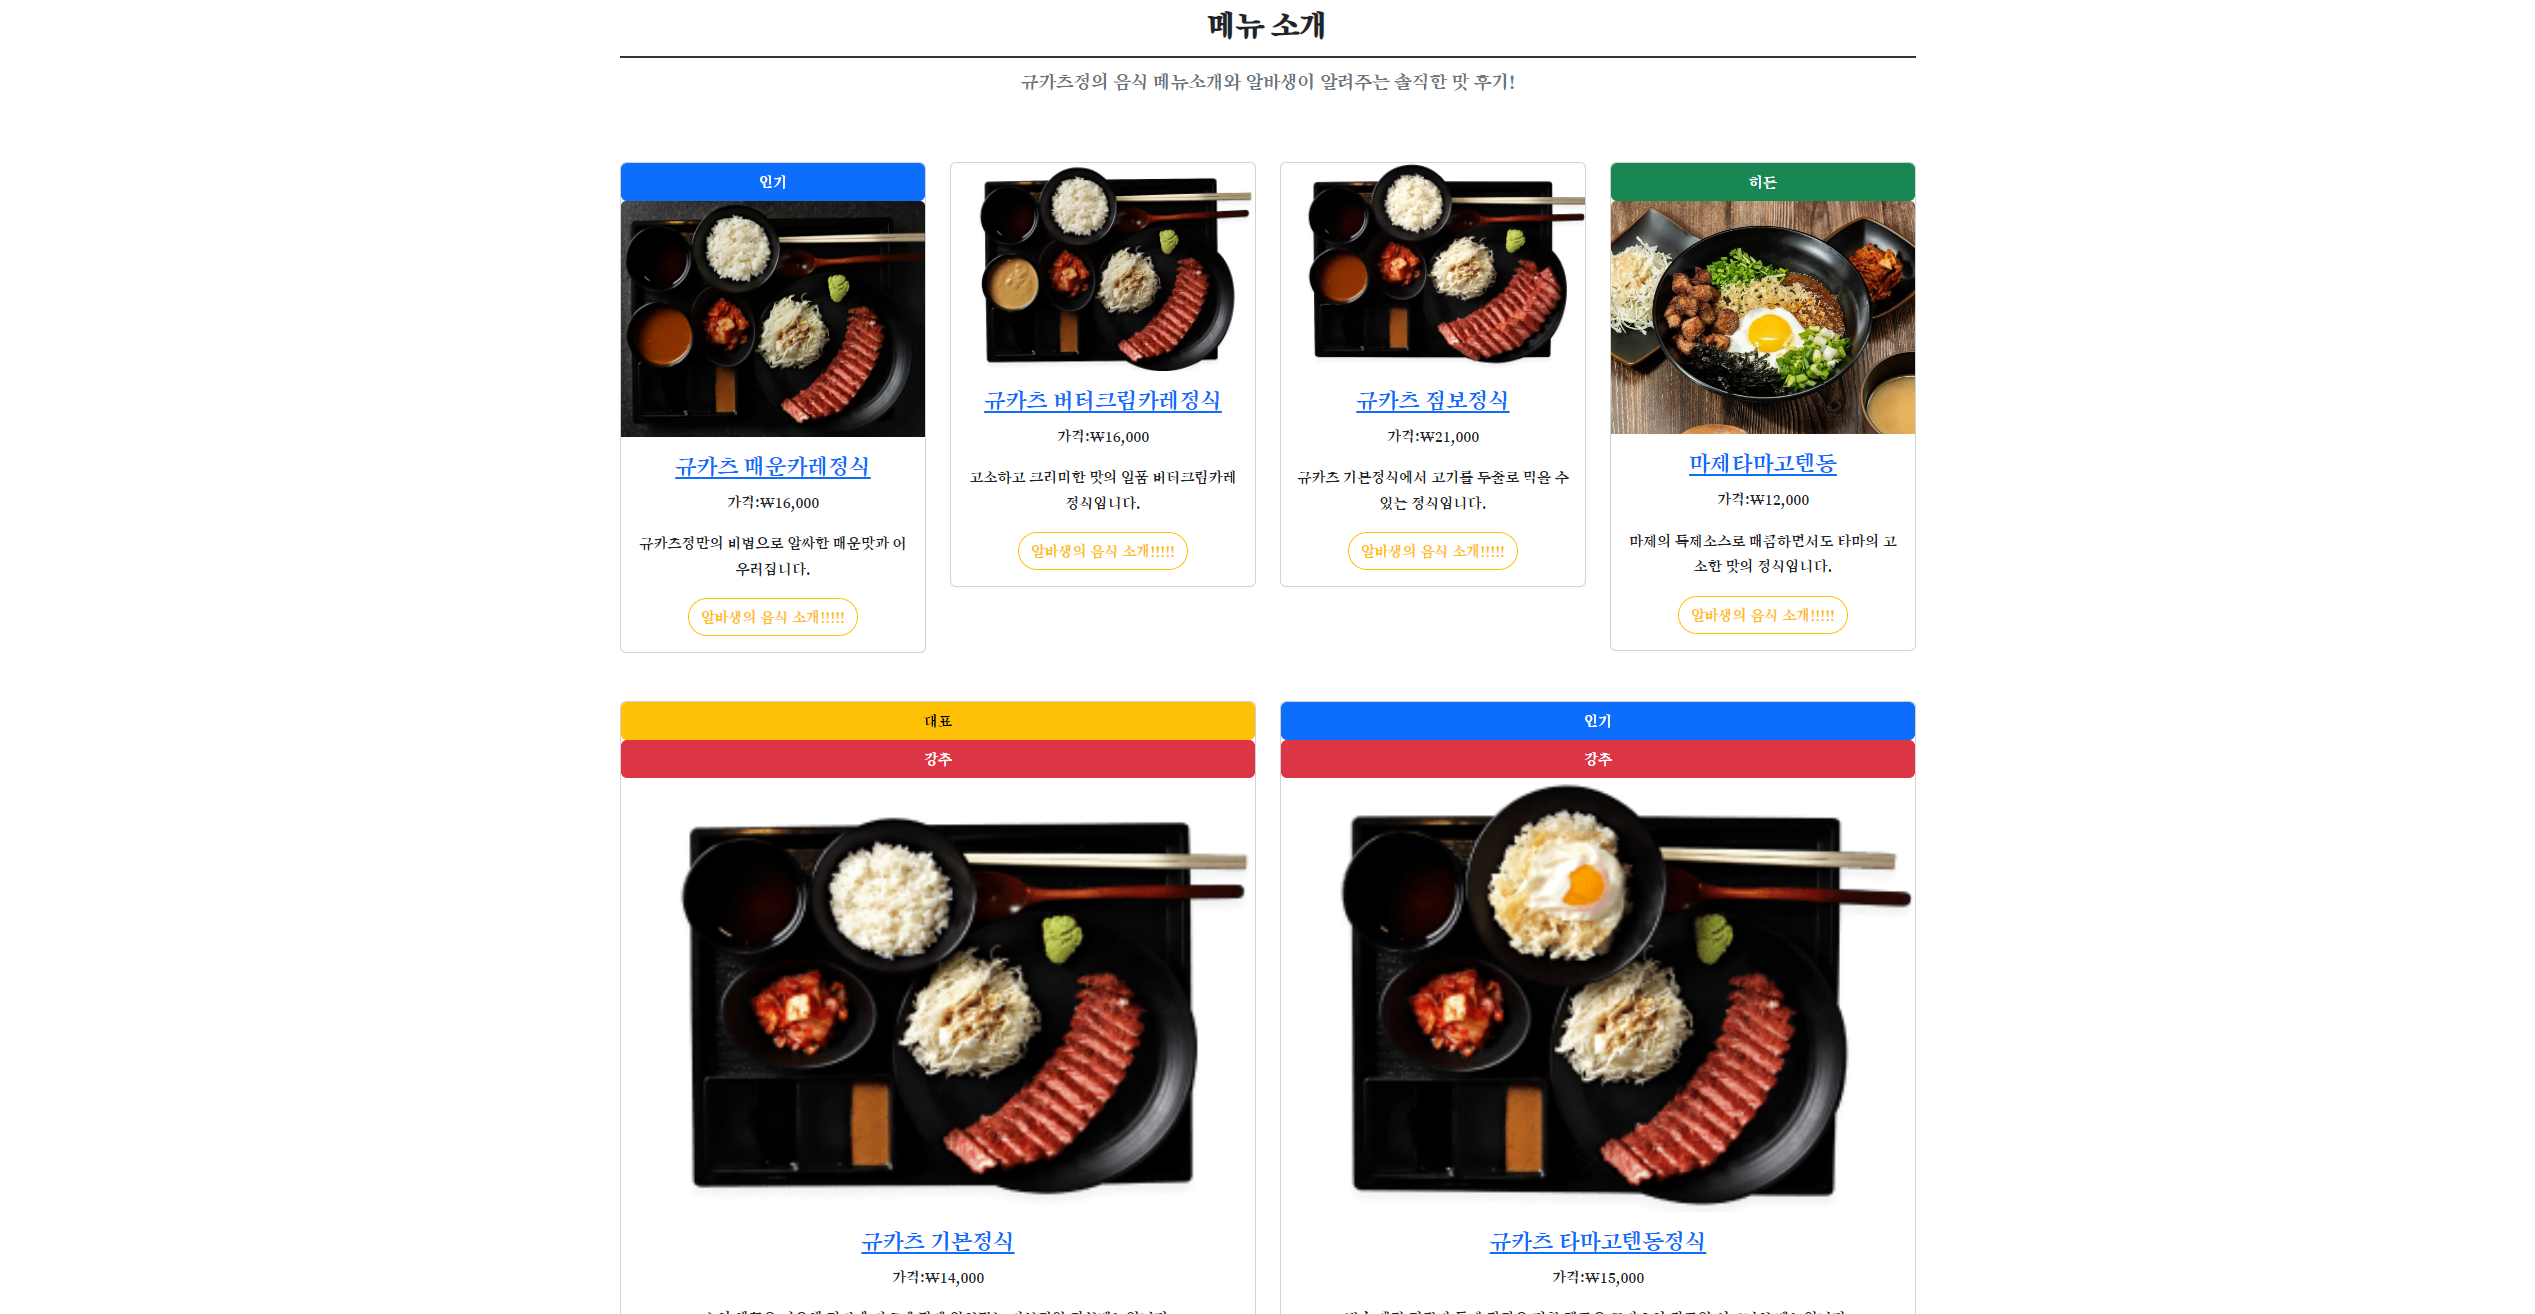 메뉴 소개
규카츠정의 음식 메뉴소개와 알바생이 알려주는 솔직한 맛 후기!
인기
규카츠 매운카레정식
가격:₩16,000
규카츠정만의 비법으로 알싸한 매운맛과 어
우러집니다.
알바생의 음식 소개!!!!!
규카츠 버터크림카레정식
가격:₩16,000
고소하고 크리미한 맛의 일품 버터크림카레
정식입니다.
알바생의 음식 소개!!!!!
규카츠 점보정식
가격:₩21,000
규카츠 기본정식에서 고기를 두줄로 먹을 수
있는 정식입니다.
알바생의 음식 소개!!!!!
히든
마제타마고텐동
가격:₩12,000
마제의 특제소스로 매콤하면서도 타마의 고
소한 맛의 정식입니다.
알바생의 음식 소개!!!!!
대표
강추
규카츠 기본정식
가격:₩14,000
인기
강추
규카츠 타마고텐동정식
가격:₩15,000